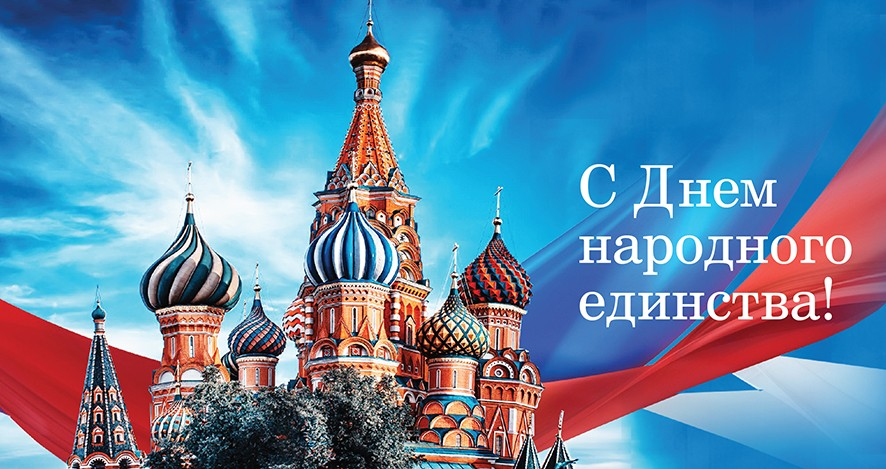 С Днем
народного
единства!